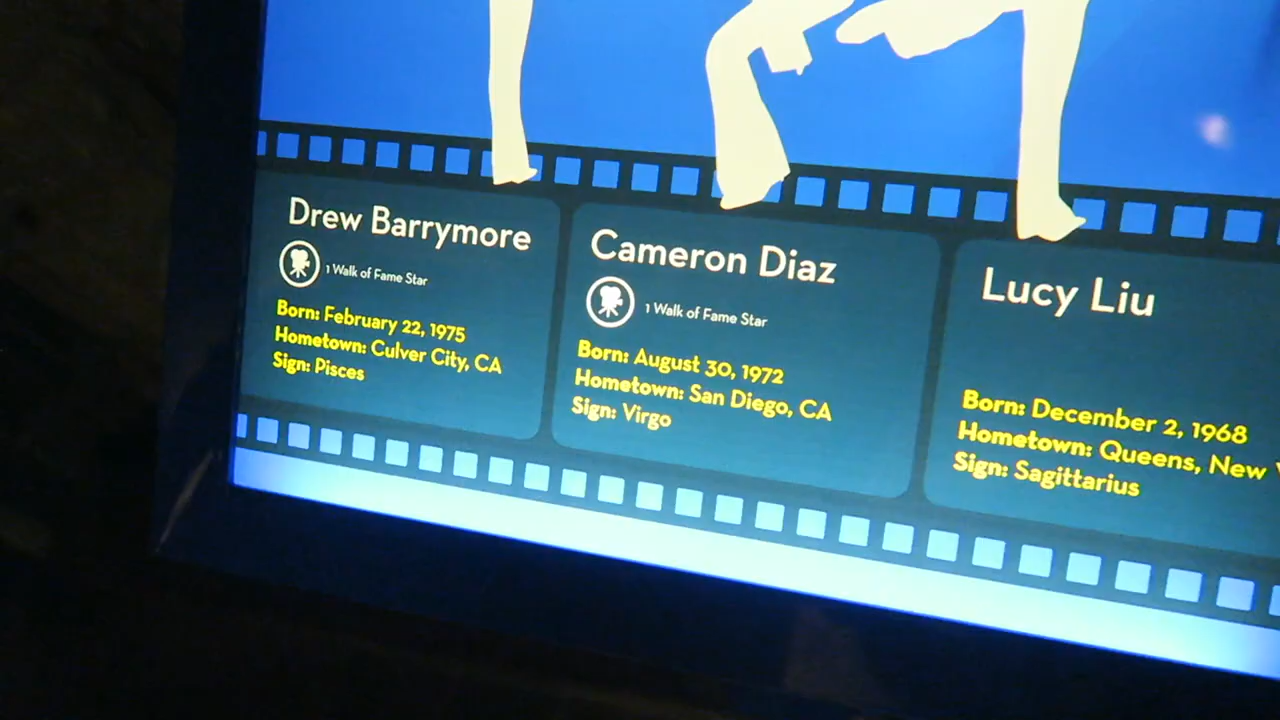 Drew Barrymore
1 Walk of Fame Star
Born: February 22, 1975
Hometown: Culver City, CA
Sign: Pisces
Cameron Diaz
1 Walk of Fame Star
Born: August 30, 1972
Hometown: San Diego, CA
Sign: Virgo
Lucy Liu
Born: December 2, 1968
Hometown: Queens, New
Sign: Sagittarius